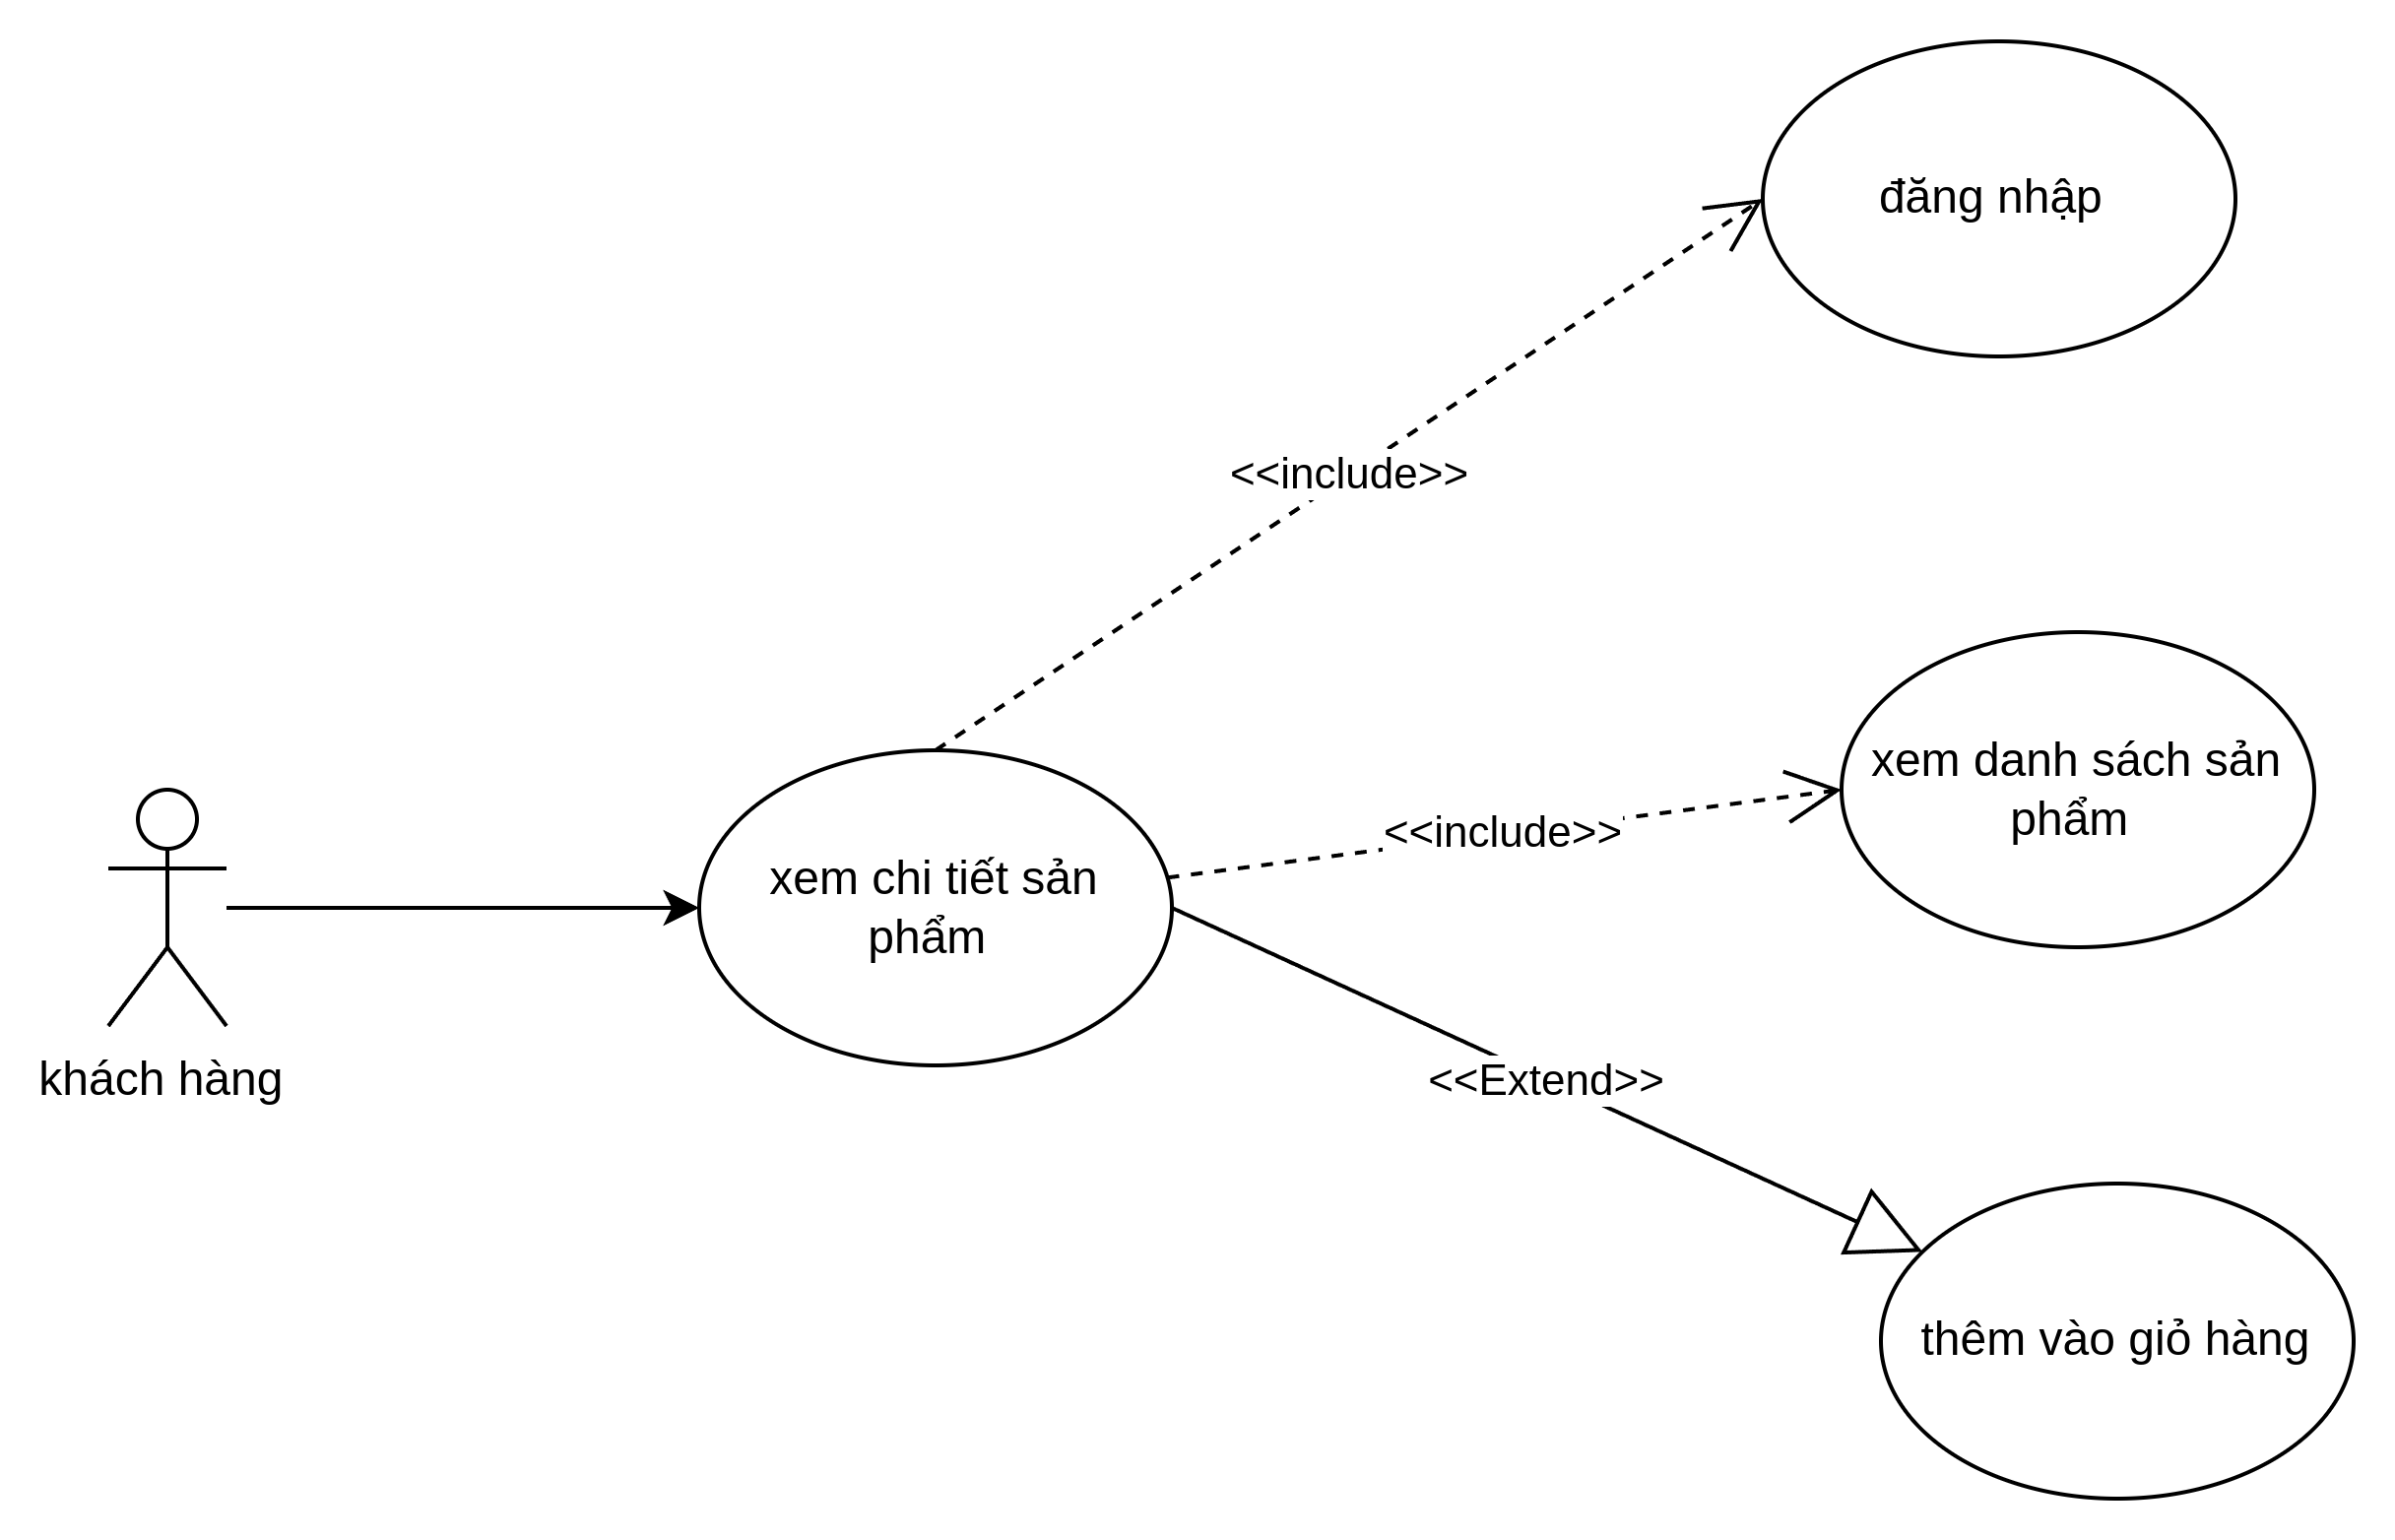 đăng nhập
<<include>>
xem danh sách sản
phẩm
<<include>>
xem chi tiết sản
phẩm
khách hàng
<<Extend>>
thêm vào giỏ hàng